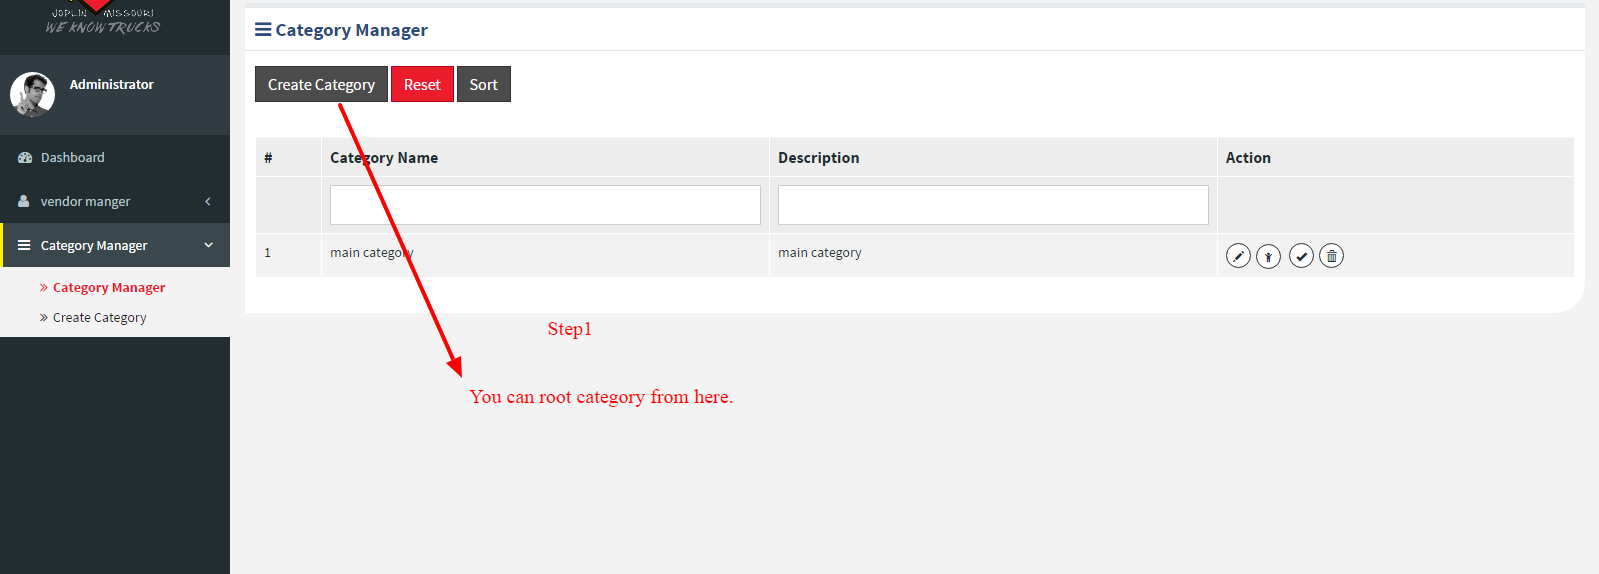 JOPLIN MISSOURI
WE KNOW TRUCKS
Administrator
Dashboard
vendor manger
Category Manager
Category Manager
Create Category
Category Manager
Create Category Reset Sort
# Category Name Description Action
1 main category main category
Step1
You can root category from here.